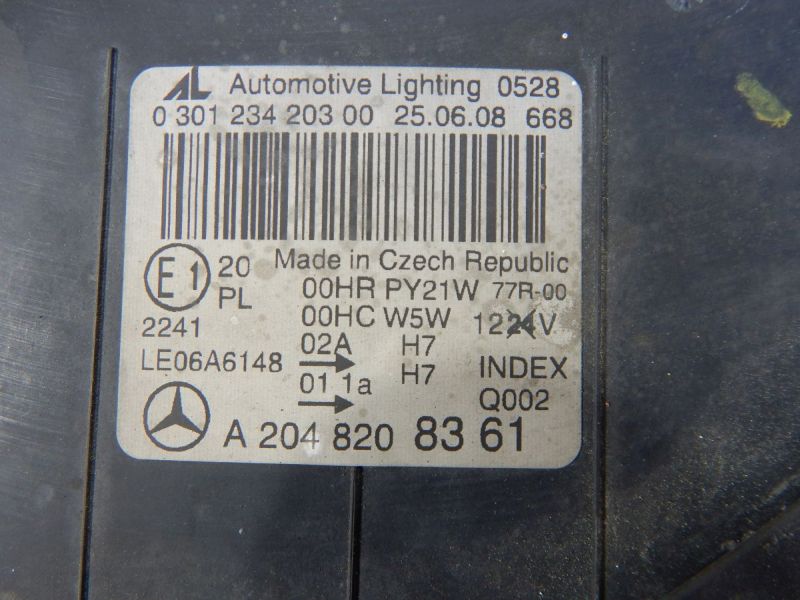 AL Automotive Lighting 0528
0 301 234 203 00 25.06.08 668
Made in Czech Republic
E1 20 00HR PY21W 77R-00
PL 00HC W5W 1224V
2241 02A H7
LE06A6148 H7 INDEX
01 1a Q002
A 204 820 83 61